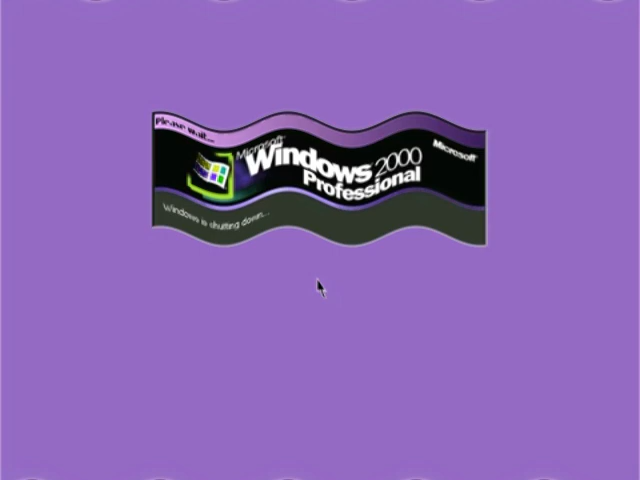 Please wait...
Microsoft
Windows 2000
Professional
Microsoft
Windows is shutting down...